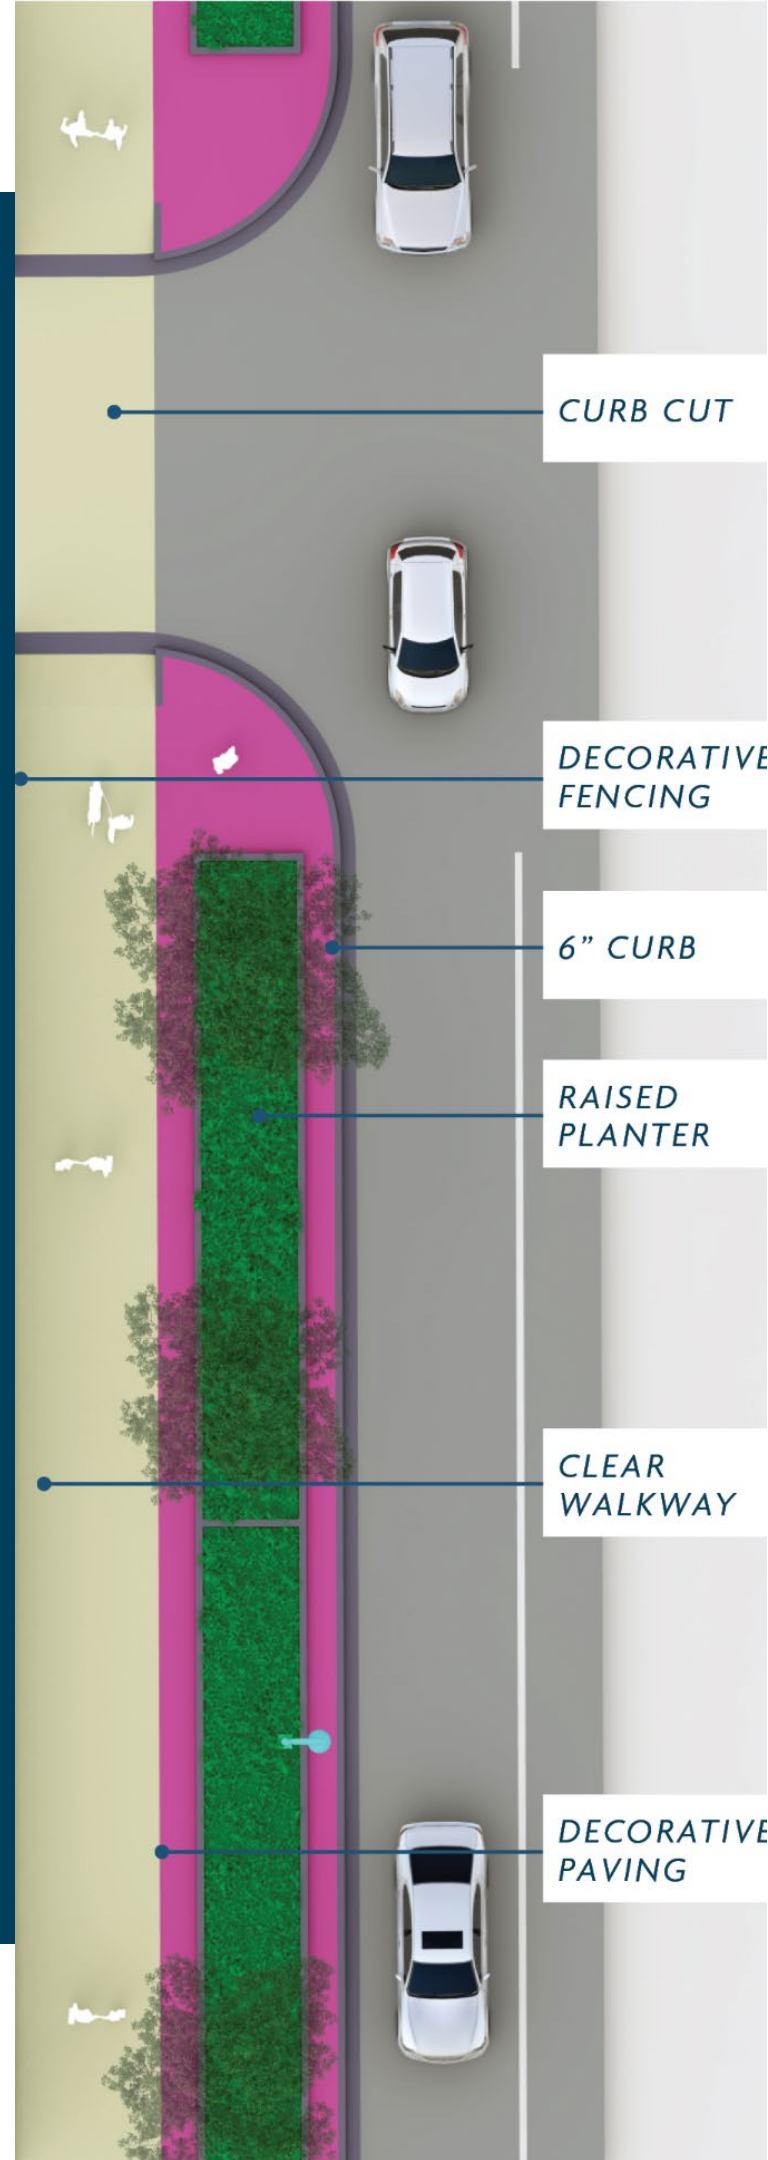 CURB CUT
DECORATIVE
FENCING
6” CURB
RAISED
PLANTER
CLEAR
WALKWAY
DECORATIVE
PAVING